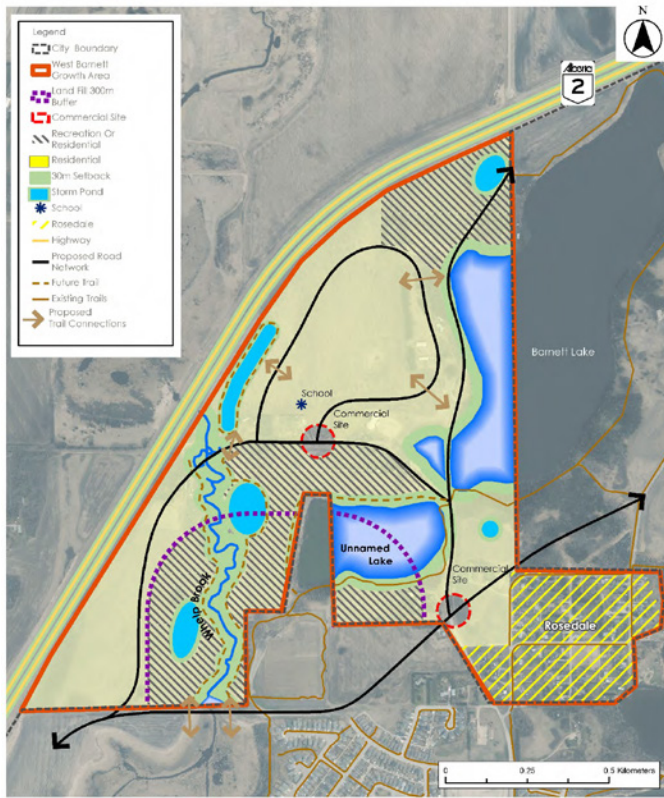 N
Legend
City Boundary
West Barnett
Growth Area
Land Fill 300m
Buffer
Commercial Site
Recreation Or
Residential
Residential
30m Setback
Storm Pond
School
Rosedale
Highway
Proposed Road
Network
Future Trail
Existing Trails
Proposed
Trail Connections
Alberta
2
Barnett Lake
School
Commercial
Site
Unnamed
Lake
Commercial
Site
Whelp Brook
Rosedale
0 0.25 0.5 Kilometers